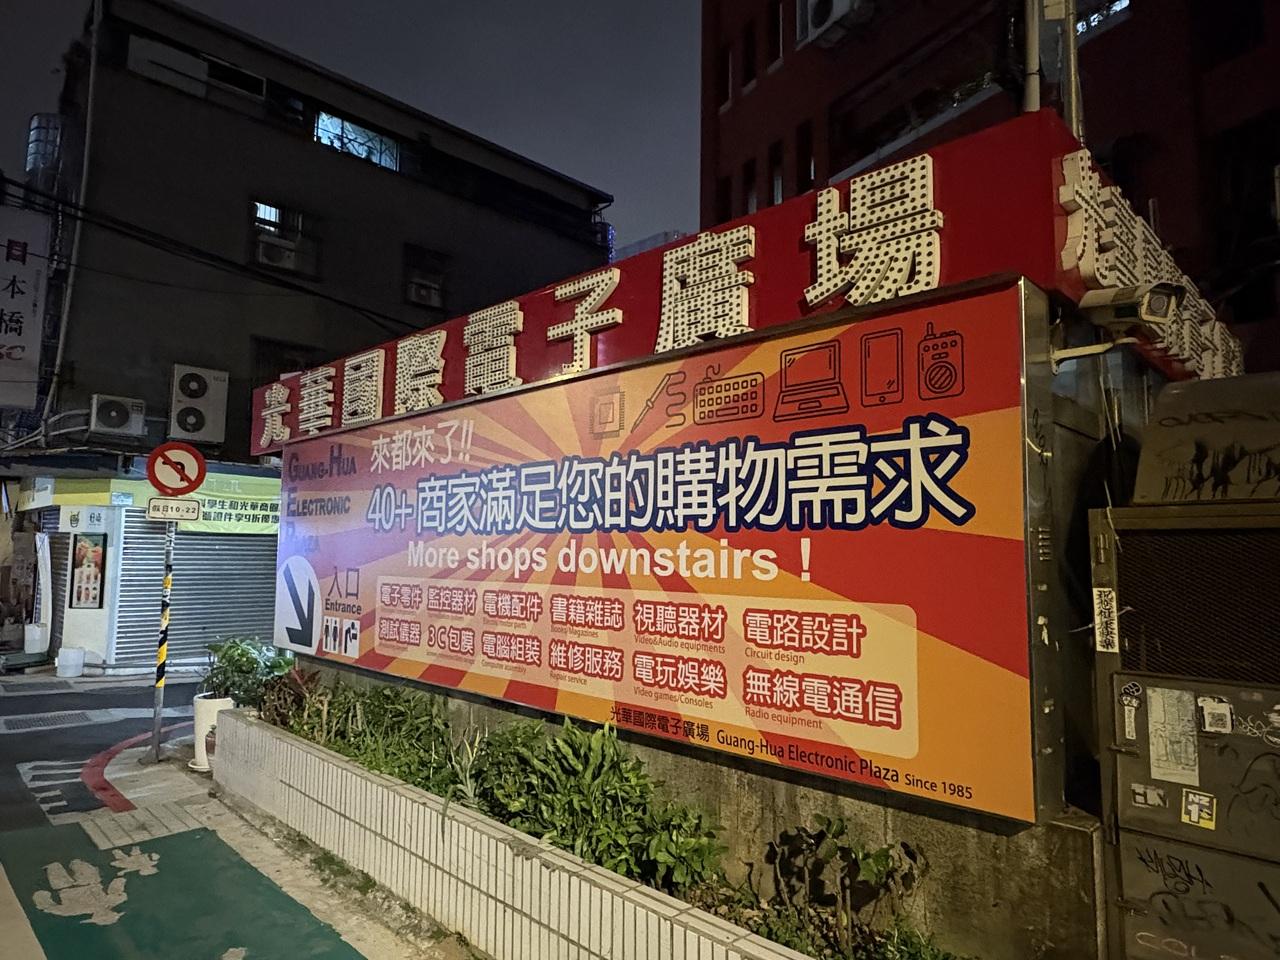 光華國際電子廣場
日本橋
Guang-Hua
Electronic
Plaza
來都來了!!
40+商家滿足您的購物需求
More shops downstairs！
入口
Entrance
電子零件 監控器材 電機配件 書籍雜誌 視聽器材 電路設計
Books/Magazines Video&Audio equipments Circuit design
測試儀器 3C包膜 電腦組裝 維修服務 電玩娛樂 無線電通信
Computer assembly Repair service Video games/Consoles Radio equipment
光華國際電子廣場 Guang-Hua Electronic Plaza Since 1985
假日10-22